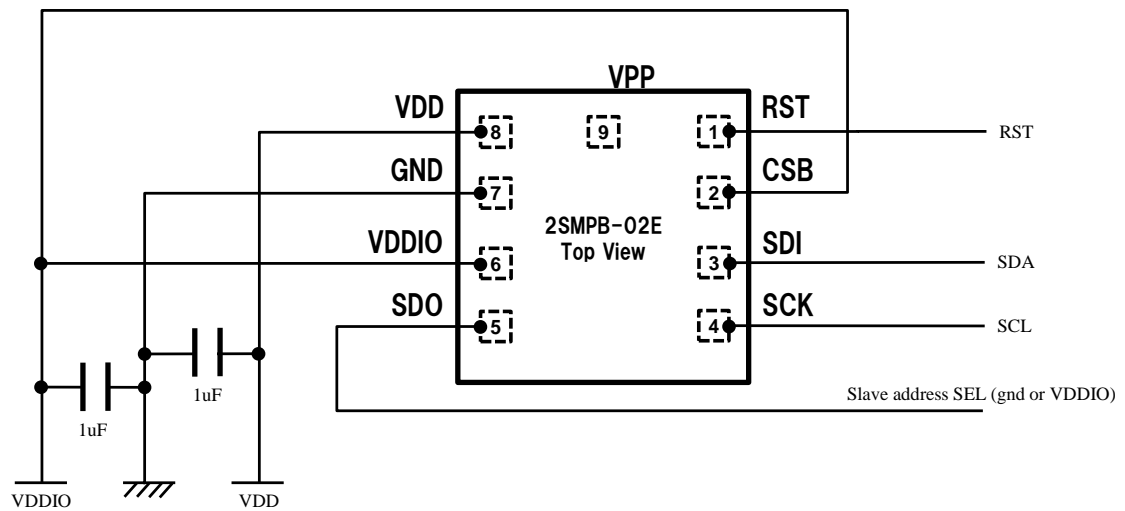 VPP
VDD
RST
8
9
1
RST
GND
CSB
7
2
2SMPB-02E
Top View
VDDIO
SDI
6
3
SDA
SDO
SCK
5
4
SCL
1uF
Slave address SEL (gnd or VDDIO)
1uF
VDDIO
VDD